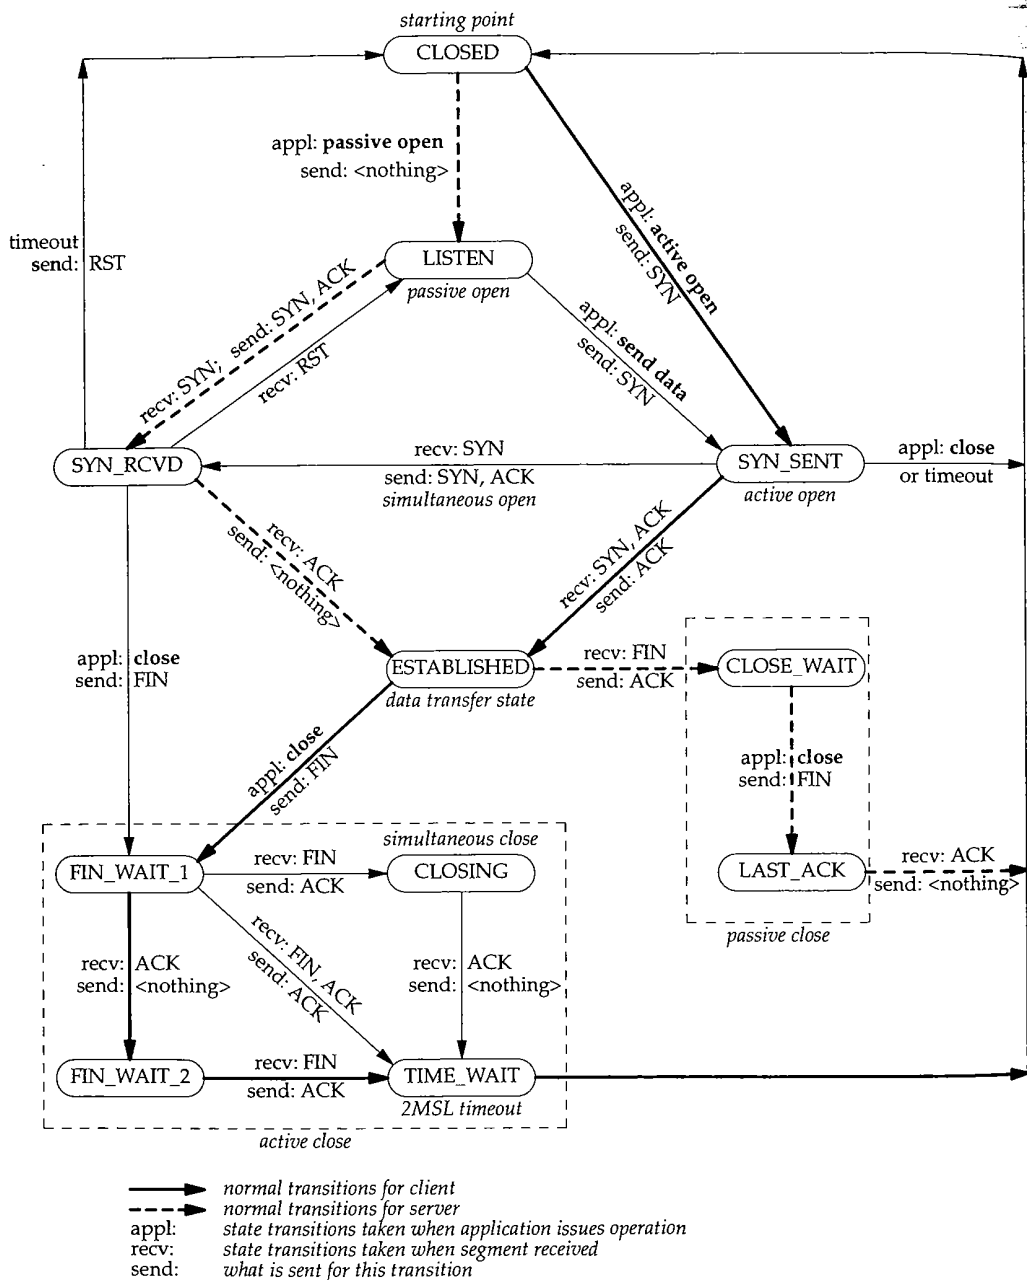 starting point
CLOSED
appl: passive open
send: <nothing>
appl: active open
send: SYN
timeout
send: RST
LISTEN
passive open
recv: SYN; send: SYN, ACK
recv: RST
appl: send data
send: SYN
SYN_RCVD
recv: SYN
send: SYN, ACK
simultaneous open
SYN_SENT
active open
appl: close
or timeout
recv: ACK
send: <nothing>
recv: SYN, ACK
send: ACK
appl: close
send: FIN
ESTABLISHED
data transfer state
recv: FIN
send: ACK
CLOSE_WAIT
appl: close
send: FIN
appl: close
send: FIN
simultaneous close
FIN_WAIT_1
recv: FIN
send: ACK
CLOSING
LAST_ACK
recv: ACK
send: <nothing>
passive close
recv: ACK
send: <nothing>
recv: FIN, ACK
send: ACK
recv: ACK
send: <nothing>
FIN_WAIT_2
recv: FIN
send: ACK
TIME_WAIT
2MSL timeout
active close
normal transitions for client
normal transitions for server
appl: state transitions taken when application issues operation
recv: state transitions taken when segment received
send: what is sent for this transition